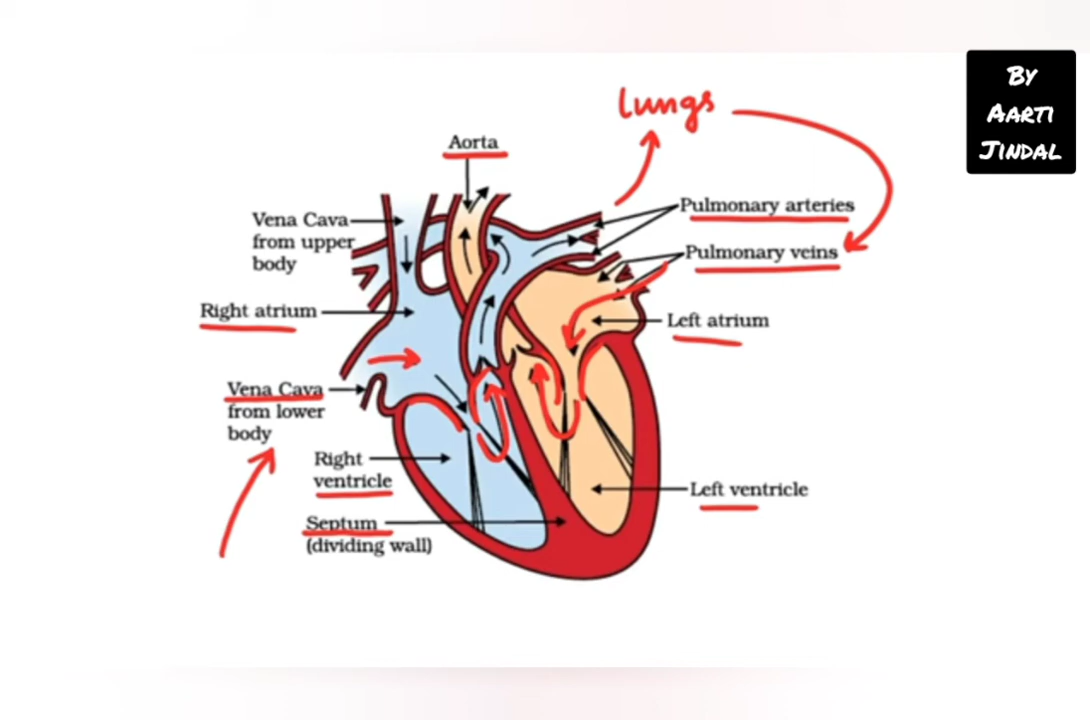 By
Aarti
Jindal
lungs
Aorta
Vena Cava
from upper
body
Pulmonary arteries
Pulmonary veins
Right atrium
Left atrium
Vena Cava
from lower
body
Right
ventricle
Left ventricle
Septum
(dividing wall)